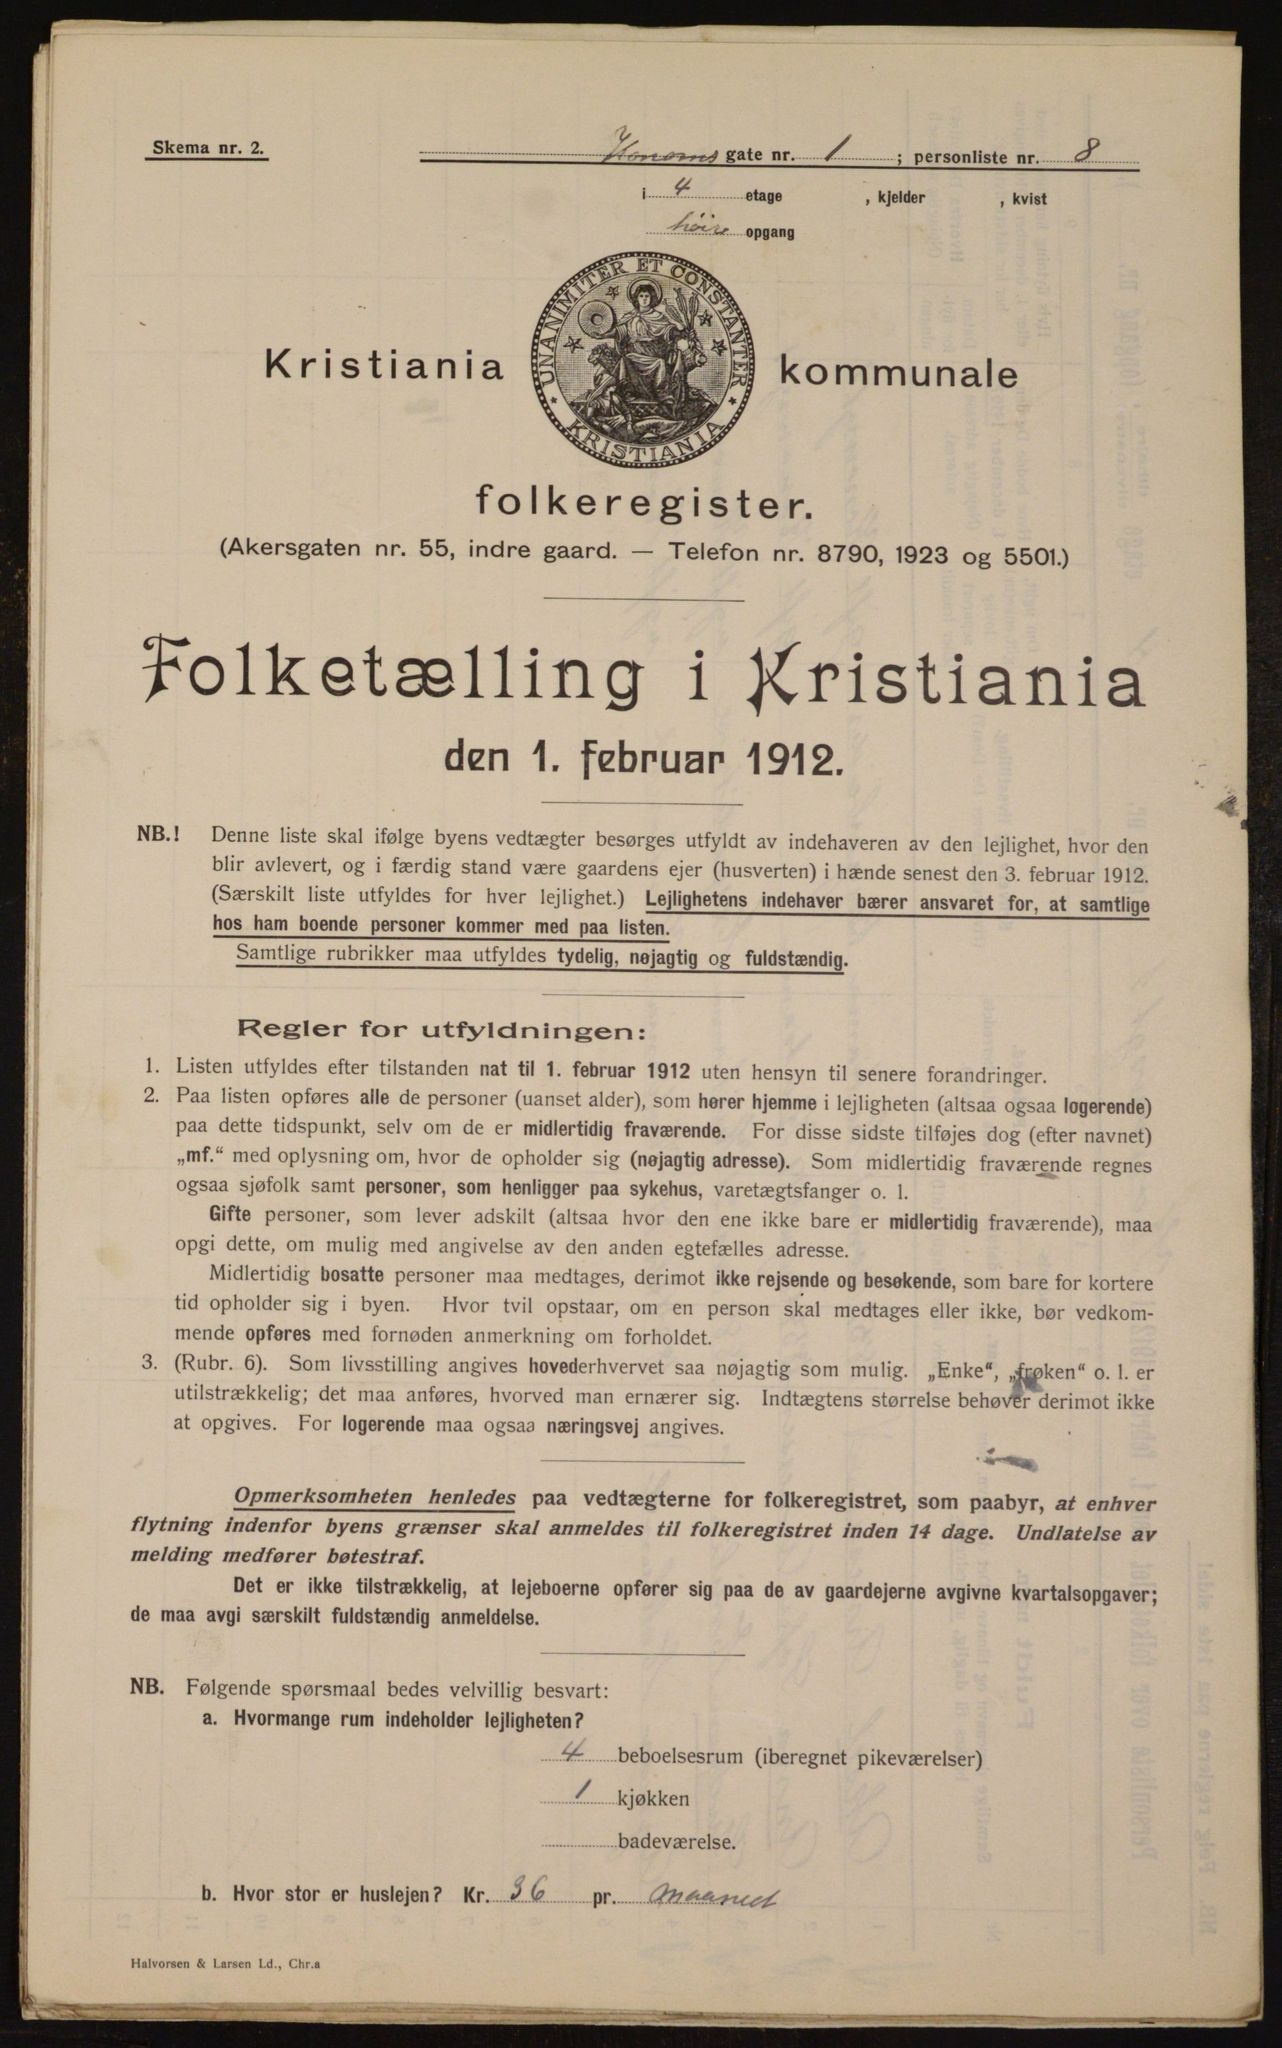 Skema nr. 2.
gate nr. 1 ; personliste nr. 8
i 4 etage , kjelder , kvist
høire opgang
UNANIMITER ET CONSTANTER
KRISTIANIA
Kristiania kommunale
folkeregister.
(Akersgaten nr. 55, indre gaard. — Telefon nr. 8790, 1923 og 5501.)
Folketælling i Kristiania
den 1. februar 1912.
NB.! Denne liste skal ifølge byens vedtægter besørges utfyldt av indehaveren av den lejlighet, hvor den
blir avlevert, og i færdig stand være gaardens ejer (husverten) i hænde senest den 3. februar 1912.
(Særskilt liste utfyldes for hver lejlighet.) Lejlighetens indehaver bærer ansvaret for, at samtlige
hos ham boende personer kommer med paa listen.
Samtlige rubrikker maa utfyldes tydelig, nøjagtig og fuldstændig.
Regler for utfyldningen:
1. Listen utfyldes efter tilstanden nat til 1. februar 1912 uten hensyn til senere forandringer.
2. Paa listen opføres alle de personer (uanset alder), som hører hjemme i lejligheten (altsaa ogsaa logerende)
paa dette tidspunkt, selv om de er midlertidig fraværende. For disse sidste tilføjes dog (efter navnet)
„mf.“ med oplysning om, hvor de opholder sig (nøjagtig adresse). Som midlertidig fraværende regnes
ogsaa sjøfolk samt personer, som henligger paa sykehus, varetægtsfanger o. l.
Gifte personer, som lever adskilt (altsaa hvor den ene ikke bare er midlertidig fraværende), maa
opgi dette, om mulig med angivelse av den anden egtefælles adresse.
Midlertidig bosatte personer maa medtages, derimot ikke rejsende og besøkende, som bare for kortere
tid opholder sig i byen. Hvor tvil opstaar, om en person skal medtages eller ikke, bør vedkom-
mende opføres med fornøden anmerkning om forholdet.
3. (Rubr. 6). Som livsstilling angives hovederhvervet saa nøjagtig som mulig. „Enke“, „frøken“ o. l. er
utilstrækkelig; det maa anføres, hvorved man ernærer sig. Indtægtens størrelse behøver derimot ikke
at opgives. For logerende maa ogsaa næringsvej angives.
Opmerksomheten henledes paa vedtægterne for folkeregistret, som paabyr, at enhver
flytning indenfor byens grænser skal anmeldes til folkeregistret inden 14 dage. Undlatelse av
melding medfører bøtestraf.
Det er ikke tilstrækkelig, at lejeboerne opfører sig paa de av gaardejerne avgivne kvartalsopgaver;
de maa avgi særskilt fuldstændig anmeldelse.
NB. Følgende spørsmaal bedes velvillig besvart:
a. Hvormange rum indeholder lejligheten?
4 beboelsesrum (iberegnet pikeværelser)
1 kjøkken
badeværelse.
b. Hvor stor er huslejen? Kr. 36 pr. maaned
Halvorsen & Larsen Ld., Chr.a